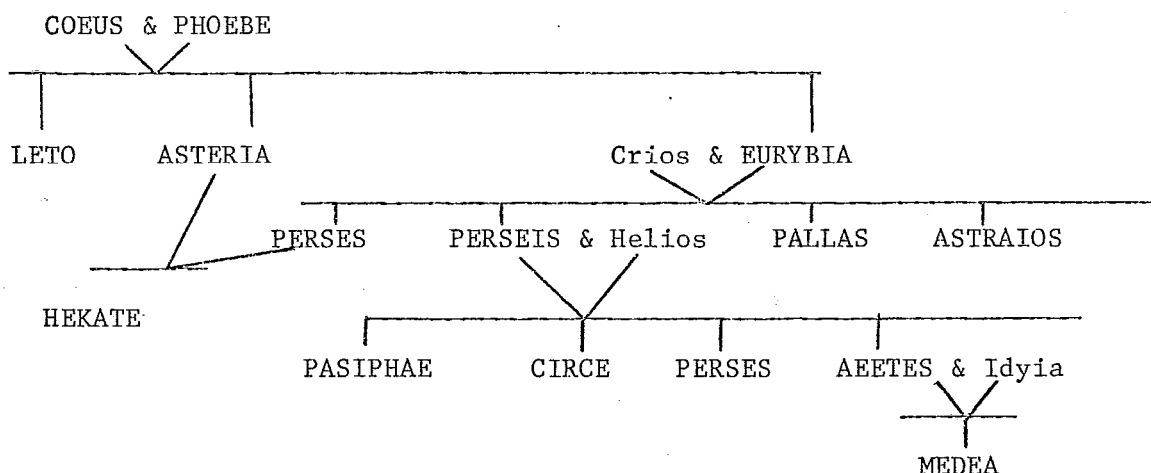 COEUS & PHOEBE
LETO ASTERIA Crios & EURYBIA
PERSES PERSEIS & Helios PALLAS ASTRAIOS
HEKATE
PASIPHAE CIRCE PERSES AEETES & Idyia
MEDEA